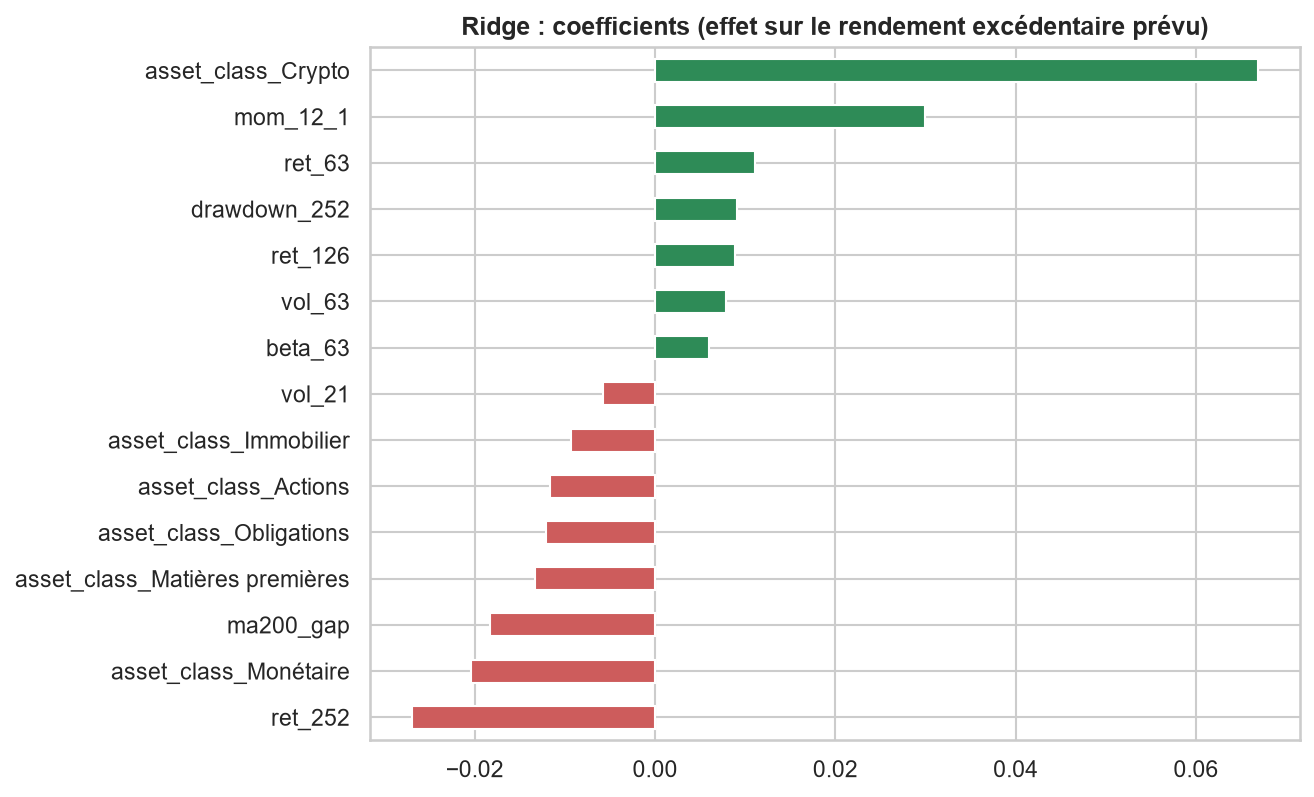 Ridge : coefficients (effet sur le rendement excédentaire prévu)
asset_class_Crypto
mom_12_1
ret_63
drawdown_252
ret_126
vol_63
beta_63
vol_21
asset_class_Immobilier
asset_class_Actions
asset_class_Obligations
asset_class_Matières premières
ma200_gap
asset_class_Monétaire
ret_252
−0.02 0.00 0.02 0.04 0.06